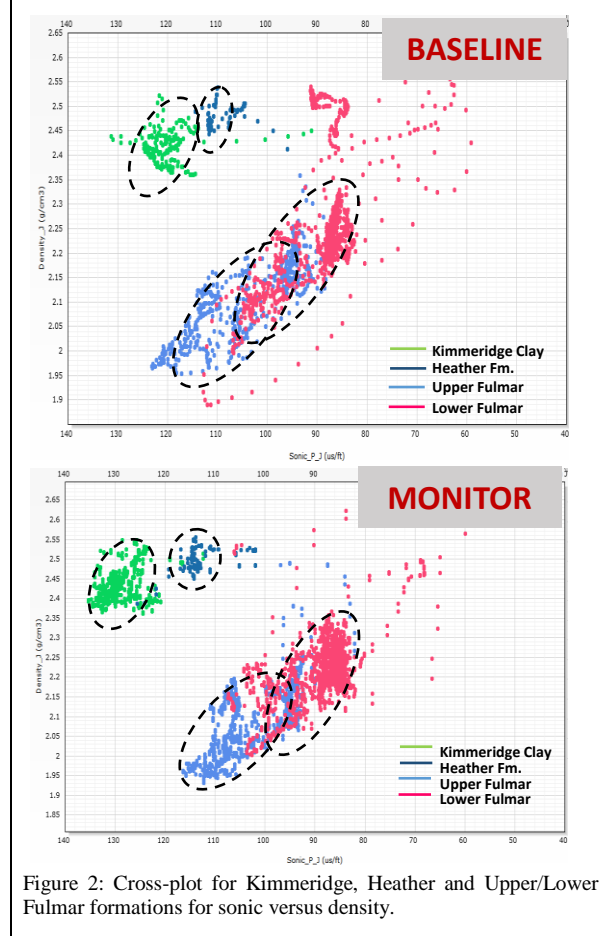 140 130 120 110 100 90
BASELINE
2.65
2.6
2.55
2.5
2.45
2.4
2.35
2.3
2.25
2.2
2.15
2.1
2.05
2
1.95
1.9
Density_J (g/cm3)
Kimmeridge Clay
Heather Fm.
Upper Fulmar
Lower Fulmar
140 130 120 110 100 90 80 70 60 50 40
Sonic_P_J (us/ft)
140 130 120 110 100 90
MONITOR
2.65
2.6
2.55
2.5
2.45
2.4
2.35
2.3
2.25
2.2
2.15
2.1
2.05
2
1.95
1.9
1.85
Density_J (g/cm3)
Kimmeridge Clay
Heather Fm.
Upper Fulmar
Lower Fulmar
140 130 120 110 100 90 80 70 60 50 40
Sonic_P_J (us/ft)
Figure 2: Cross-plot for Kimmeridge, Heather and Upper/Lower
Fulmar formations for sonic versus density.